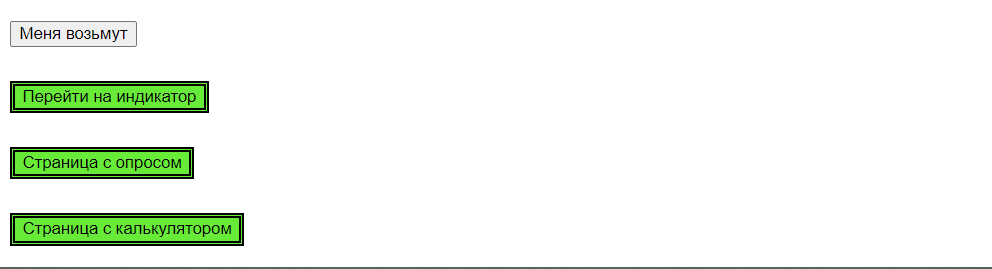 Меня возьмут
Перейти на индикатор
Страница с опросом
Страница с калькулятором